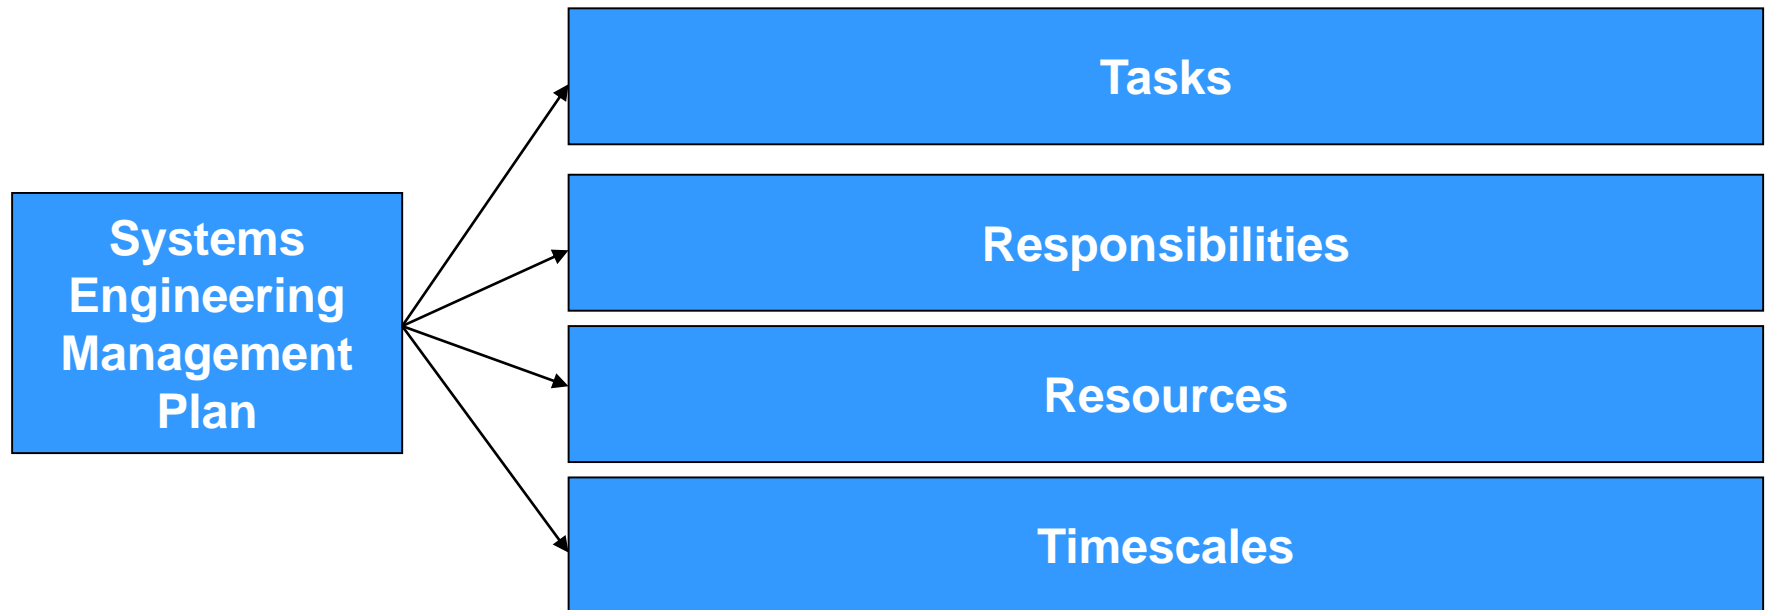 Tasks
Systems
Engineering
Management
Plan
Responsibilities
Resources
Timescales